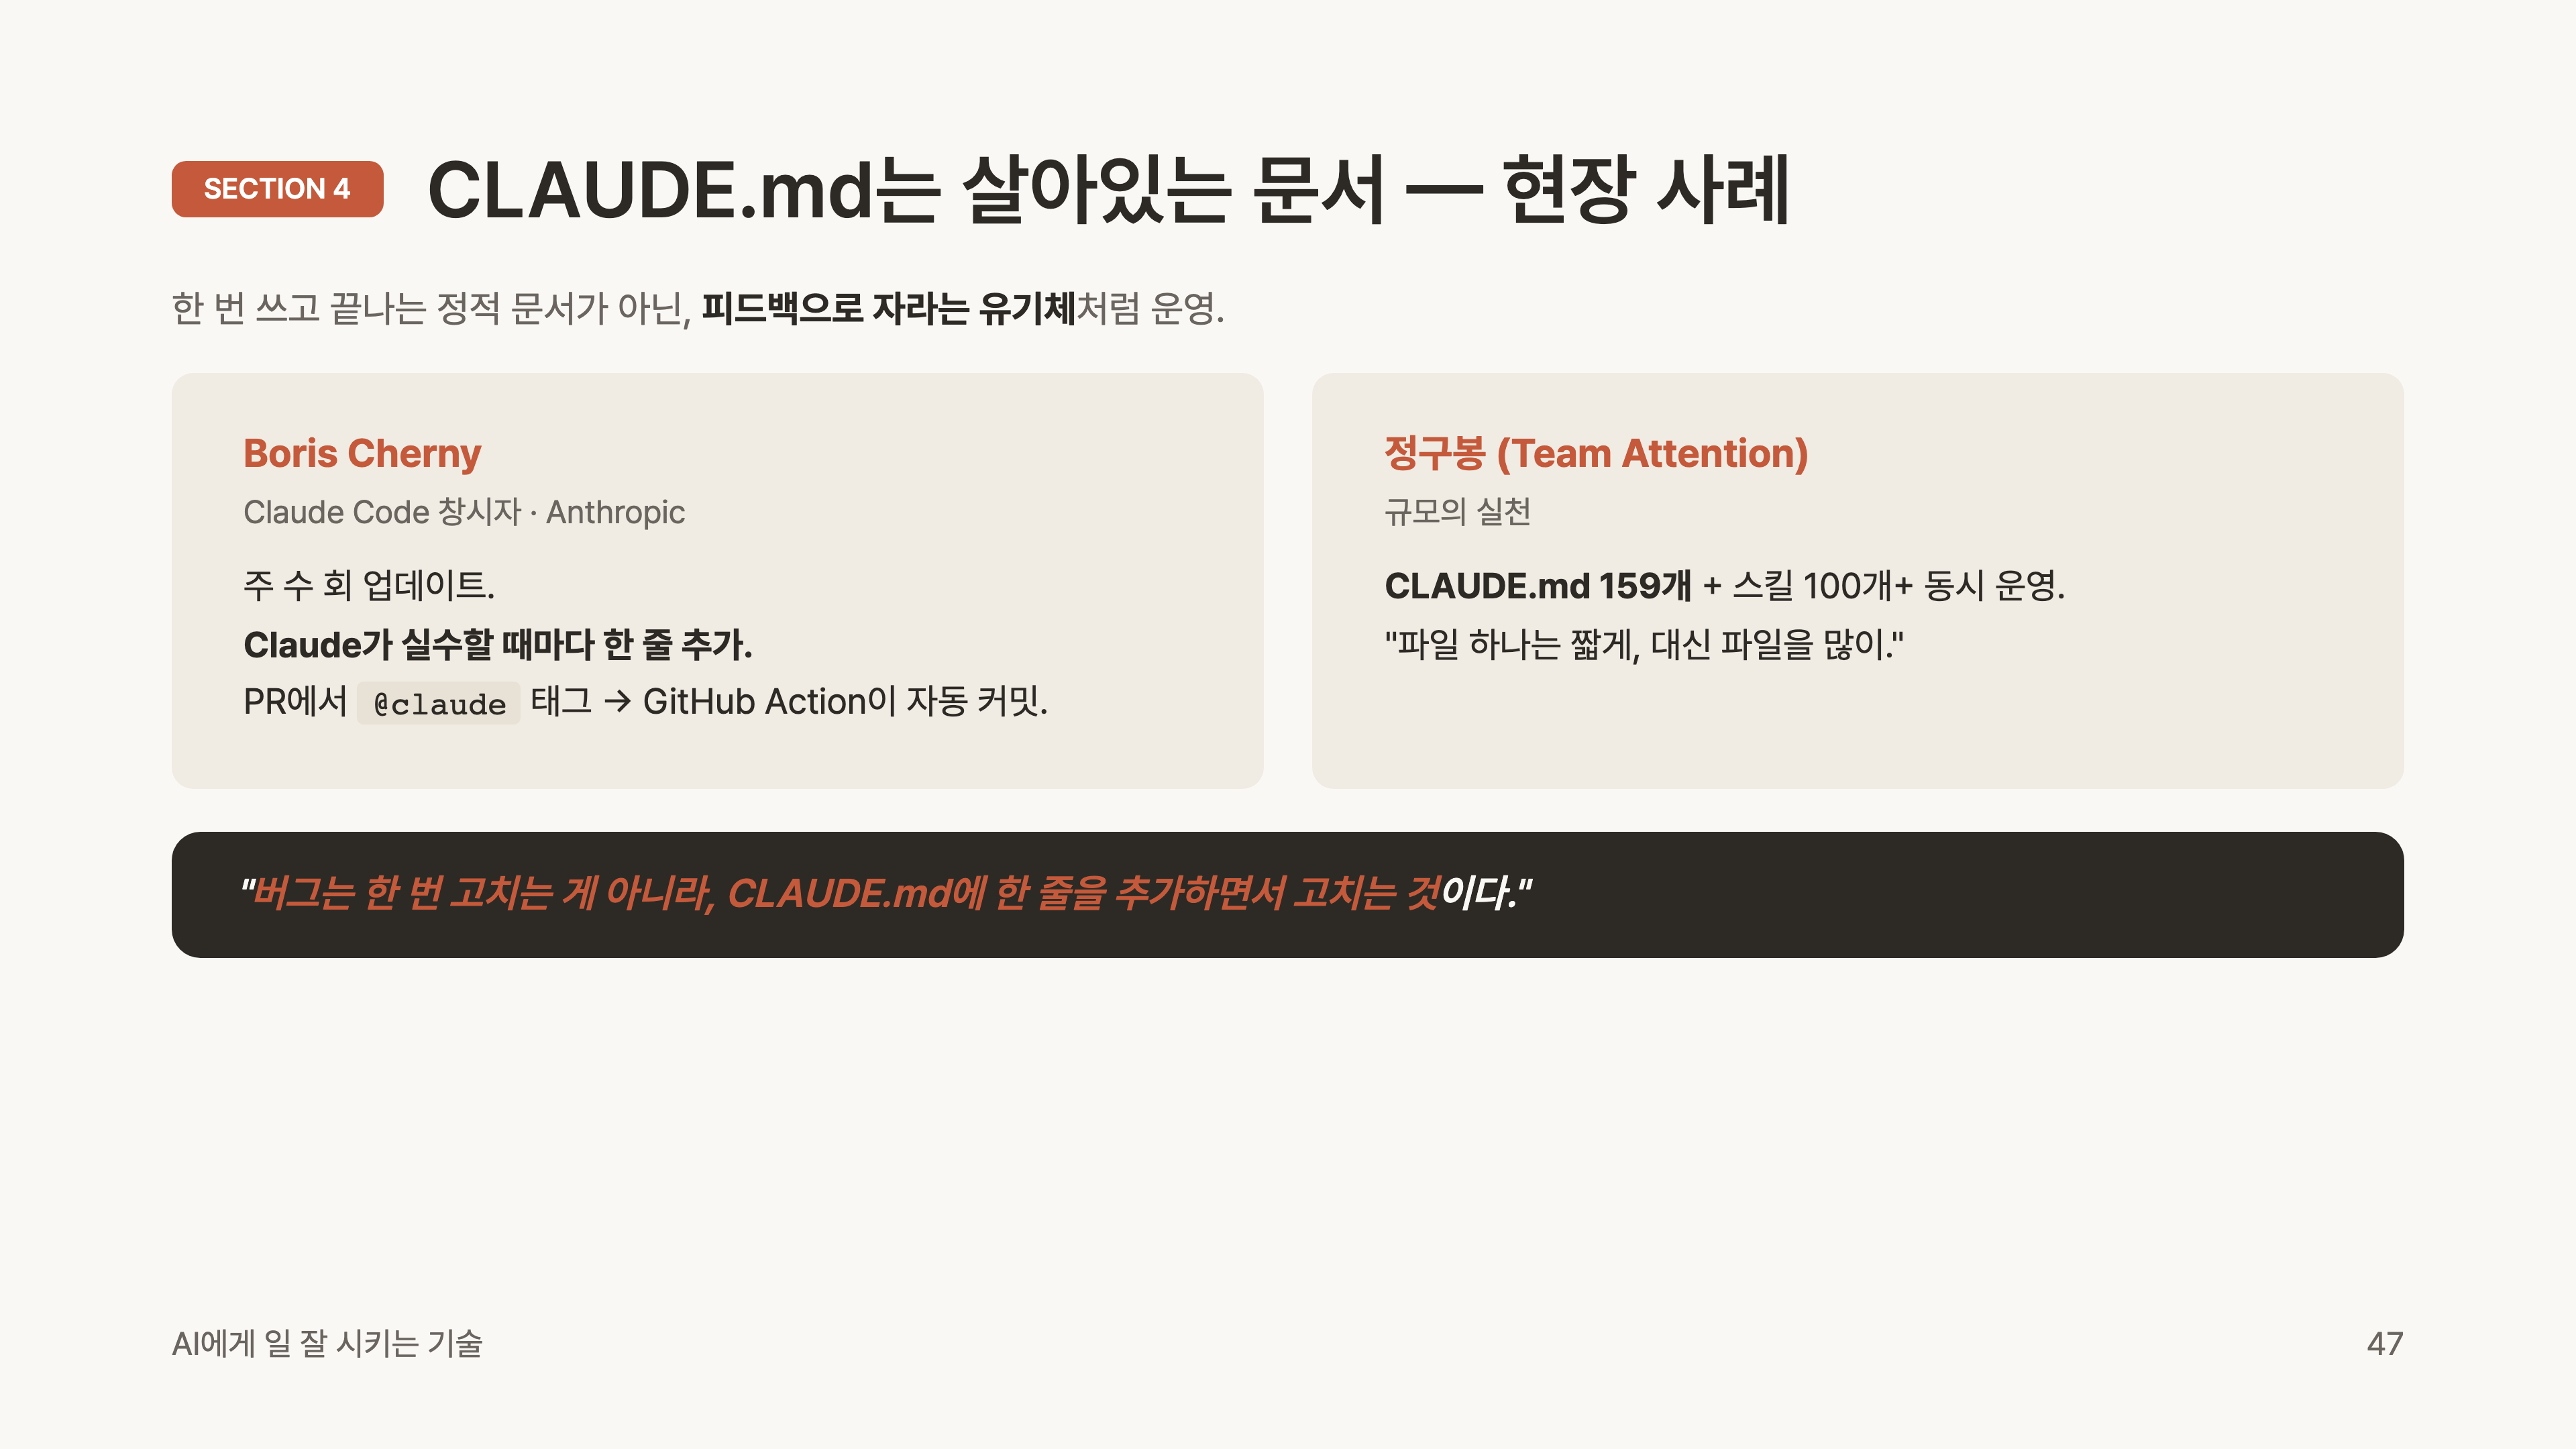 SECTION 4
CLAUDE.md는 살아있는 문서 — 현장 사례
한 번 쓰고 끝나는 정적 문서가 아닌, 피드백으로 자라는 유기체처럼 운영.
Boris Cherny
Claude Code 창시자 · Anthropic
주 수 회 업데이트.
Claude가 실수할 때마다 한 줄 추가.
PR에서 @claude 태그 → GitHub Action이 자동 커밋.
정구봉 (Team Attention)
규모의 실천
CLAUDE.md 159개 + 스킬 100개+ 동시 운영.
"파일 하나는 짧게, 대신 파일을 많이."
"버그는 한 번 고치는 게 아니라, CLAUDE.md에 한 줄을 추가하면서 고치는 것이다."
AI에게 일 잘 시키는 기술
47